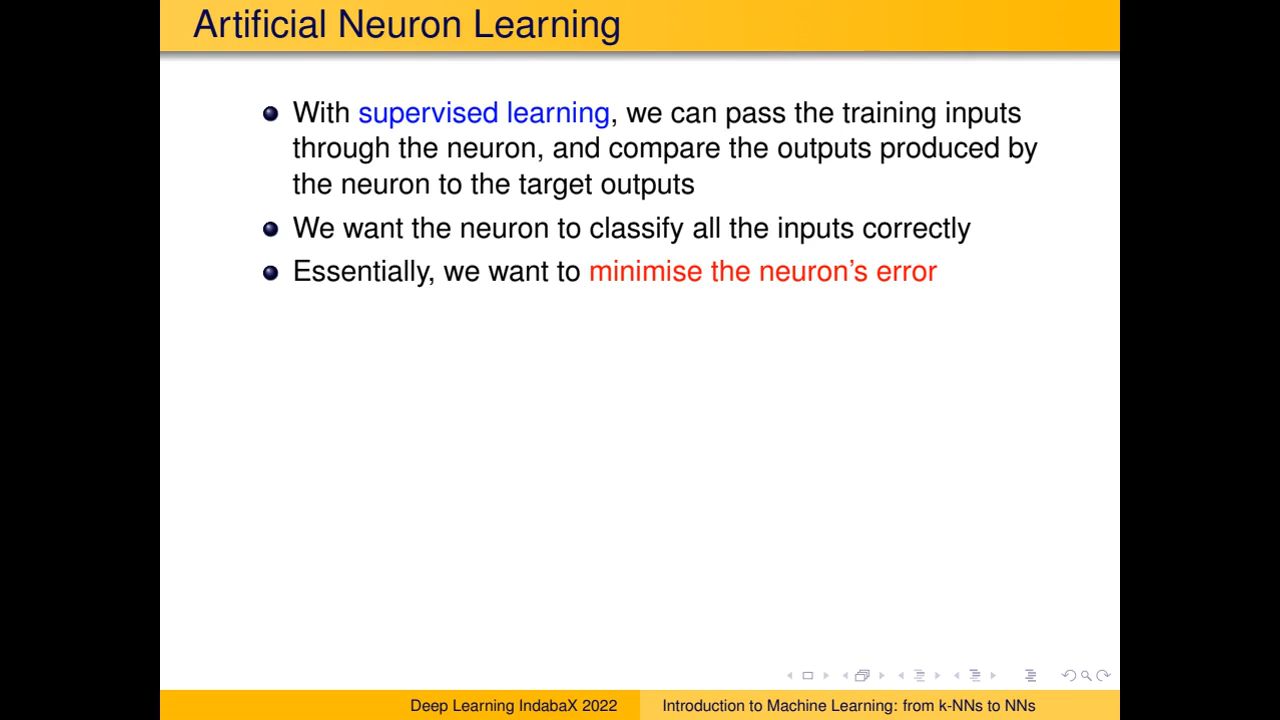 Artificial Neuron Learning
With supervised learning, we can pass the training inputs
through the neuron, and compare the outputs produced by
the neuron to the target outputs
We want the neuron to classify all the inputs correctly
Essentially, we want to minimise the neuron's error
Deep Learning IndabaX 2022
Introduction to Machine Learning: from k-NNs to NNs